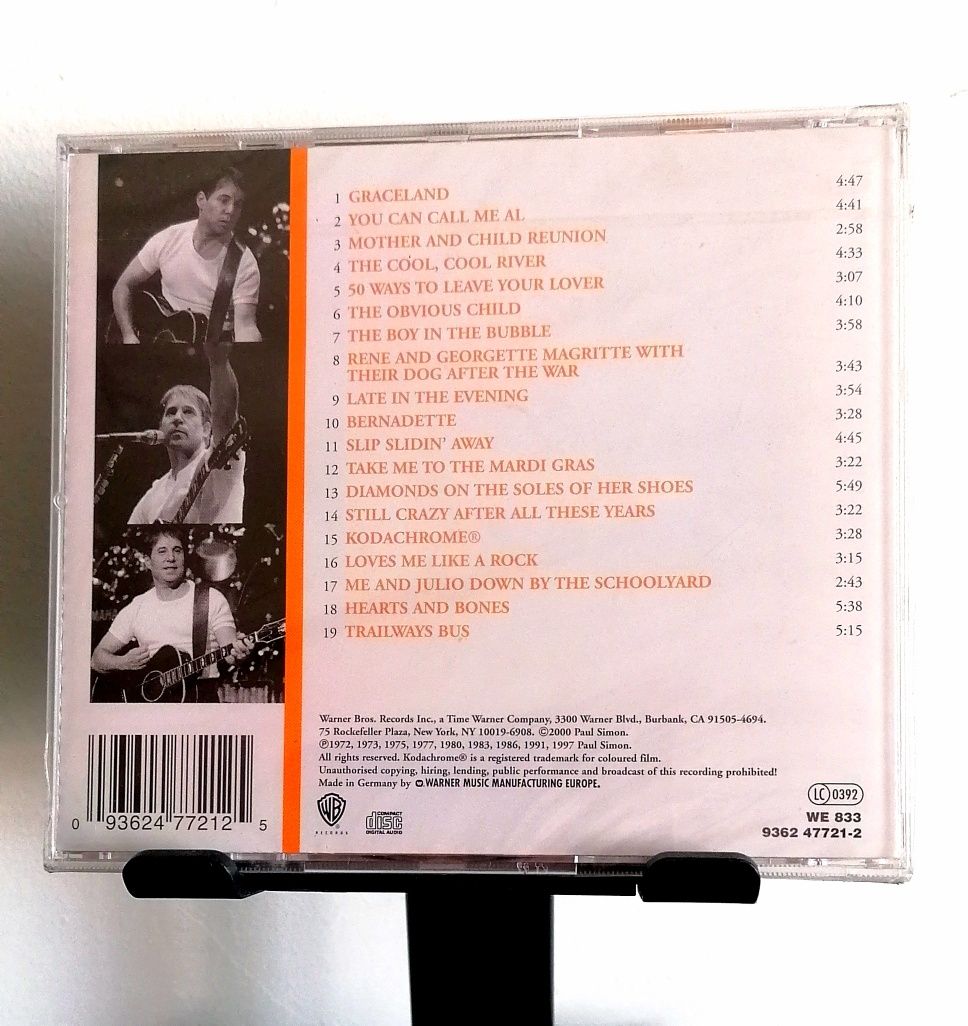 1 GRACELAND 4:47
2 YOU CAN CALL ME AL 4:41
3 MOTHER AND CHILD REUNION 2:58
4 THE COOL, COOL RIVER 4:33
5 50 WAYS TO LEAVE YOUR LOVER 3:07
6 THE OBVIOUS CHILD 4:10
7 THE BOY IN THE BUBBLE 3:58
8 RENE AND GEORGETTE MAGRITTE WITH
THEIR DOG AFTER THE WAR 3:43
9 LATE IN THE EVENING 3:54
10 BERNADETTE 3:28
11 SLIP SLIDIN' AWAY 4:45
12 TAKE ME TO THE MARDI GRAS 3:22
13 DIAMONDS ON THE SOLES OF HER SHOES 5:49
14 STILL CRAZY AFTER ALL THESE YEARS 3:22
15 KODACHROME® 3:28
16 LOVES ME LIKE A ROCK 3:15
17 ME AND JULIO DOWN BY THE SCHOOLYARD 2:43
18 HEARTS AND BONES 5:38
19 TRAILWAYS BUS 5:15
Warner Bros. Records Inc., a Time Warner Company, 3300 Warner Blvd., Burbank, CA 91505-4694.
75 Rockefeller Plaza, New York, NY 10019-6908. ©2000 Paul Simon.
℗1972, 1973, 1975, 1977, 1980, 1983, 1986, 1991, 1997 Paul Simon.
All rights reserved. Kodachrome® is a registered trademark for coloured film.
Unauthorised copying, hiring, lending, public performance and broadcast of this recording prohibited!
Made in Germany by WARNER MUSIC MANUFACTURING EUROPE.
0 93624 77212 5
WB
RECORDS
COMPACT
disc
DIGITAL AUDIO
LC 0392
WE 833
9362 47721-2